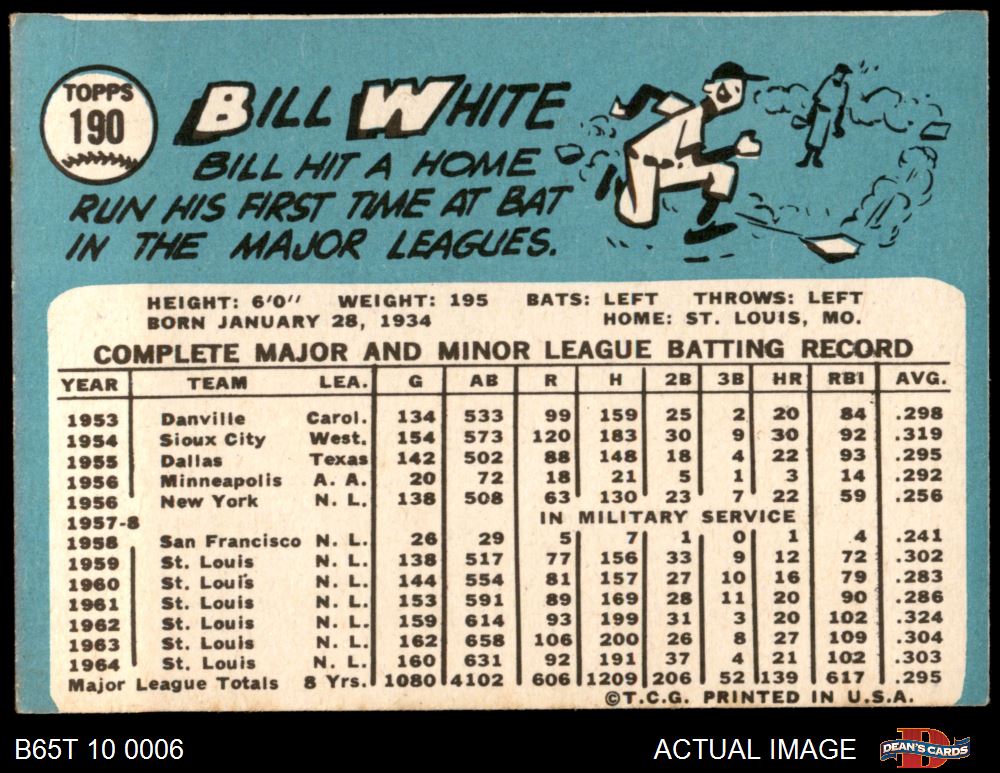 TOPPS
190
BILL WHITE
BILL HIT A HOME
RUN HIS FIRST TIME AT BAT
IN THE MAJOR LEAGUES.
HEIGHT: 6'0" WEIGHT: 195 BATS: LEFT THROWS: LEFT
BORN JANUARY 28, 1934 HOME: ST. LOUIS, MO.
COMPLETE MAJOR AND MINOR LEAGUE BATTING RECORD
YEAR TEAM LEA. G AB R H 2B 3B HR RBI AVG.
1953 Danville Carol. 134 533 99 159 25 2 20 84 .298
1954 Sioux City West. 154 573 120 183 30 9 30 92 .319
1955 Dallas Texas 142 502 88 148 18 4 22 93 .295
1956 Minneapolis A. A. 20 72 18 21 5 1 3 14 .292
1956 New York N. L. 138 508 63 130 23 7 22 59 .256
1957-8 IN MILITARY SERVICE
1958 San Francisco N. L. 26 29 5 7 1 0 1 4 .241
1959 St. Louis N. L. 138 517 77 156 33 9 12 72 .302
1960 St. Louis N. L. 144 554 81 157 27 10 16 79 .283
1961 St. Louis N. L. 153 591 89 169 28 11 20 90 .286
1962 St. Louis N. L. 159 614 93 199 31 3 20 102 .324
1963 St. Louis N. L. 162 658 106 200 26 8 27 109 .304
1964 St. Louis N. L. 160 631 92 191 37 4 21 102 .303
Major League Totals 8 Yrs. 1080 4102 606 1209 206 52 139 617 .295
©T.C.G. PRINTED IN U.S.A.
B65T 10 0006 ACTUAL IMAGE DEAN'S CARDS